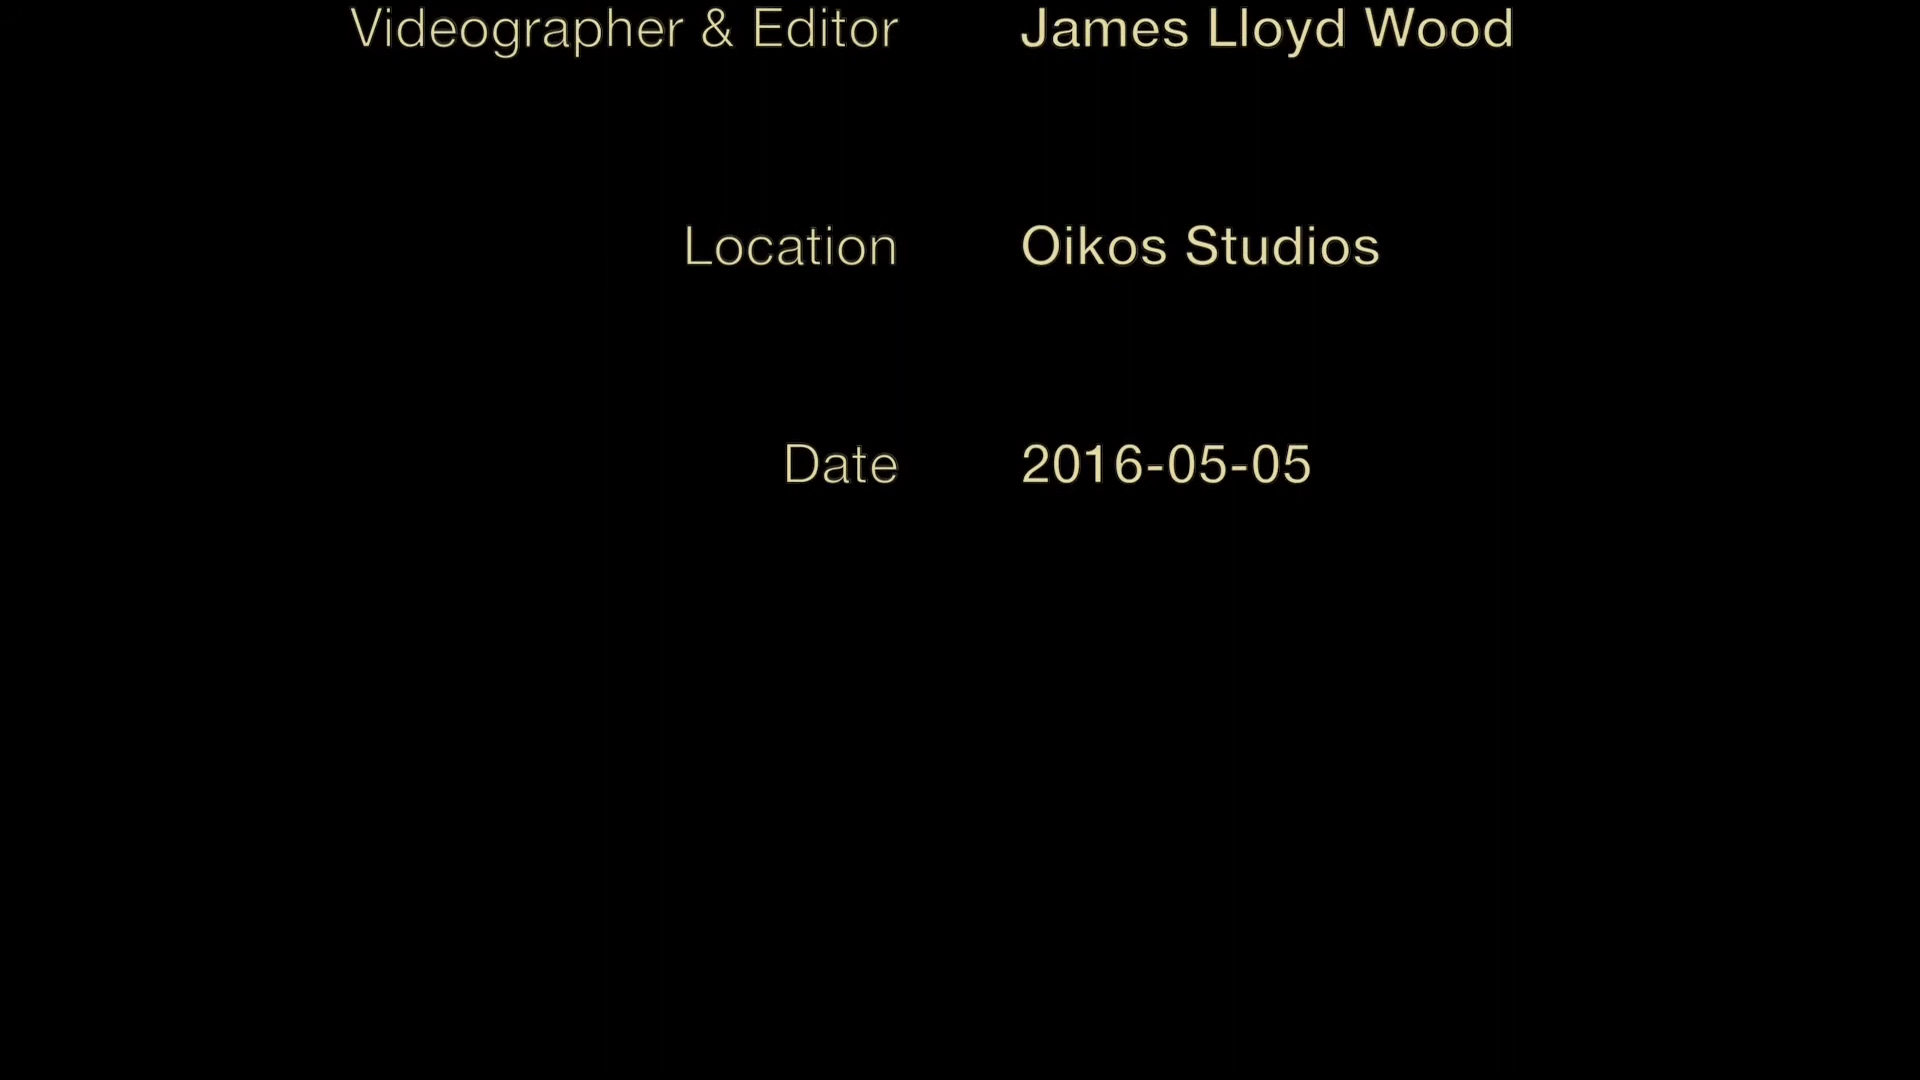 Videographer & Editor James Lloyd Wood
Location Oikos Studios
Date 2016-05-05